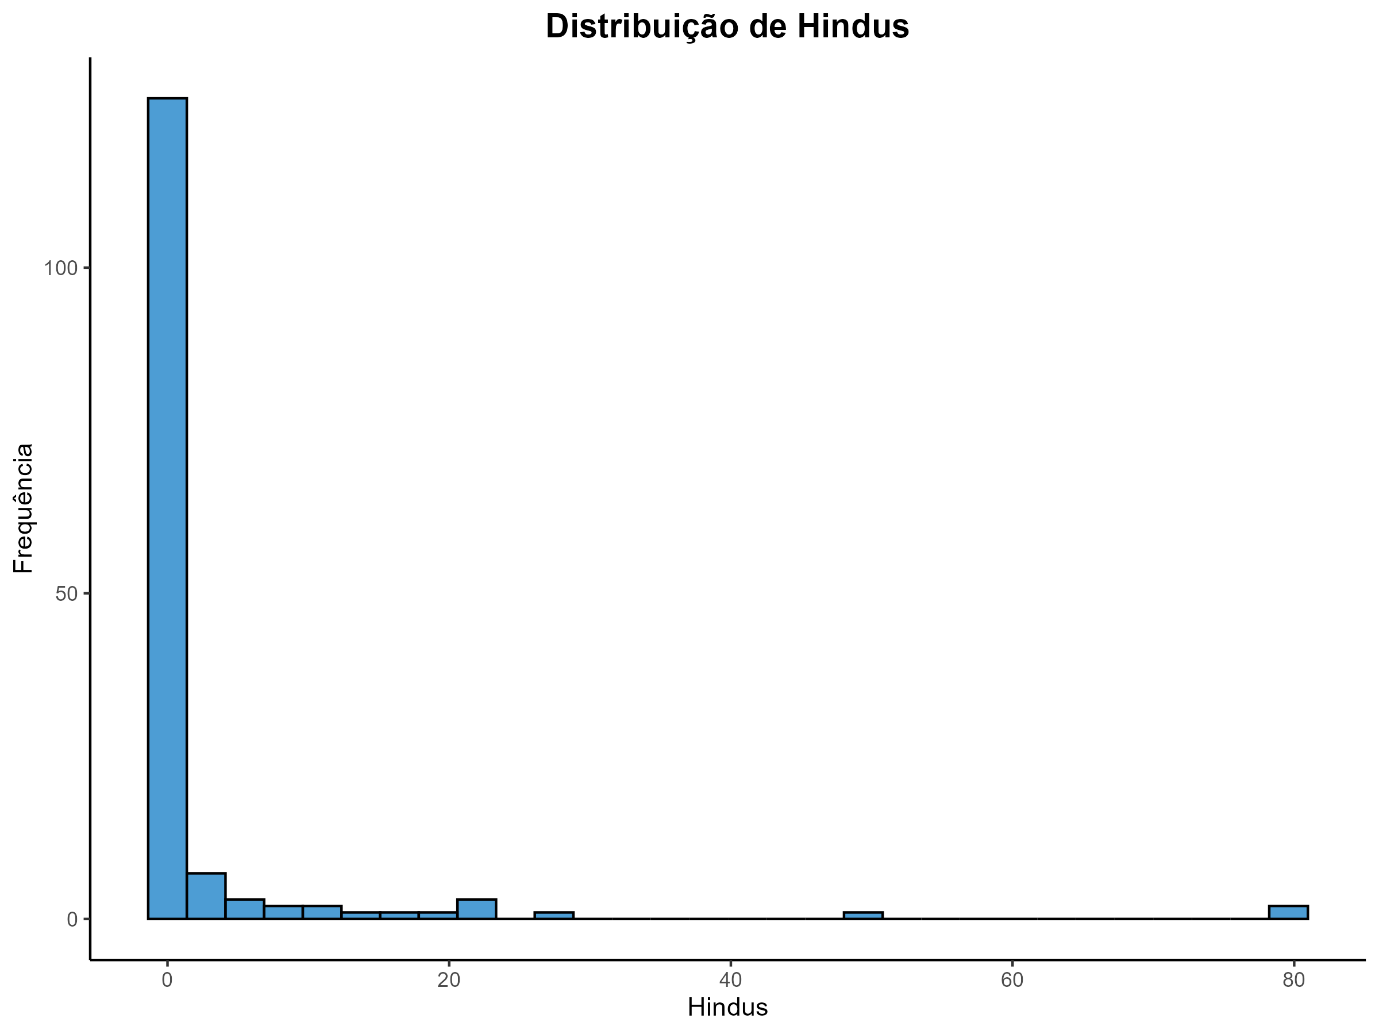 Distribuição de Hindus
Frequência
100
50
0
0 20 40 60 80
Hindus